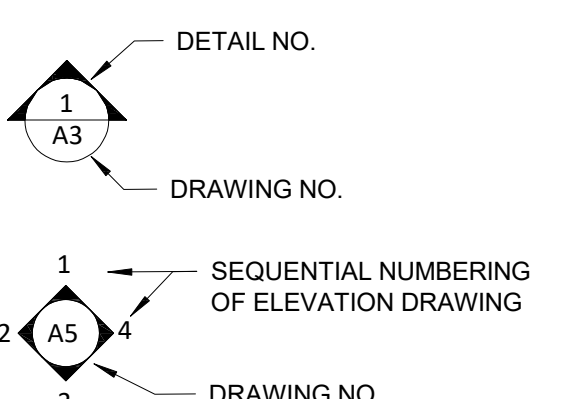 DETAIL NO.
1
A3
DRAWING NO.
1
SEQUENTIAL NUMBERING
OF ELEVATION DRAWING
2 A5 4
DRAWING NO